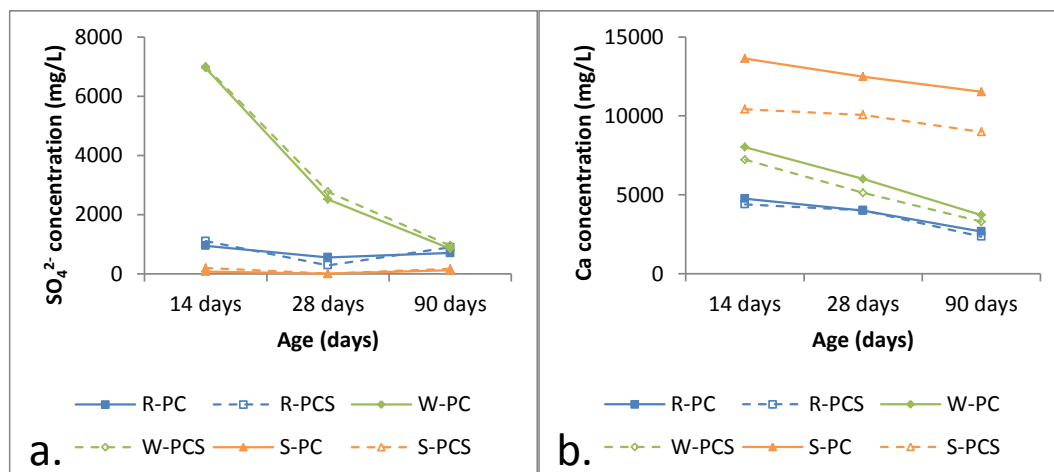 8000
6000
4000
2000
0
SO₄²⁻ concentration (mg/L)
14 days 28 days 90 days
Age (days)
R-PC R-PCS W-PC
W-PCS S-PC S-PCS
a.
15000
10000
5000
0
Ca concentration (mg/L)
14 days 28 days 90 days
Age (days)
R-PC R-PCS W-PC
W-PCS S-PC S-PCS
b.